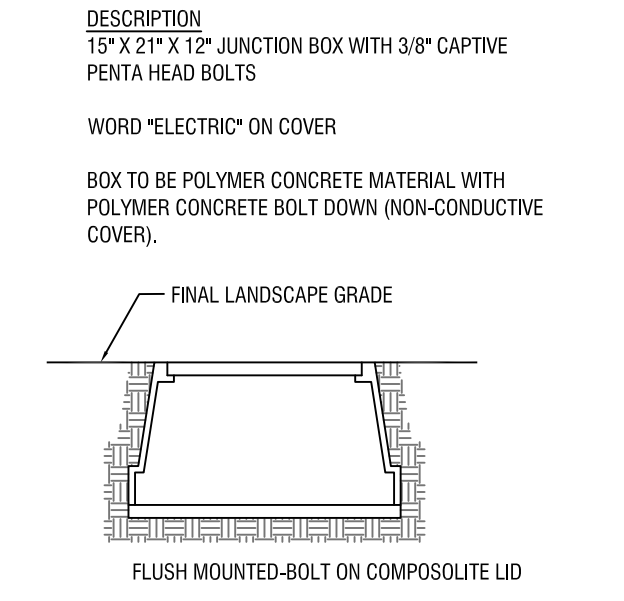 DESCRIPTION
15" X 21" X 12" JUNCTION BOX WITH 3/8" CAPTIVE
PENTA HEAD BOLTS
WORD "ELECTRIC" ON COVER
BOX TO BE POLYMER CONCRETE MATERIAL WITH
POLYMER CONCRETE BOLT DOWN (NON-CONDUCTIVE
COVER).
FINAL LANDSCAPE GRADE
FLUSH MOUNTED-BOLT ON COMPOSOLITE LID